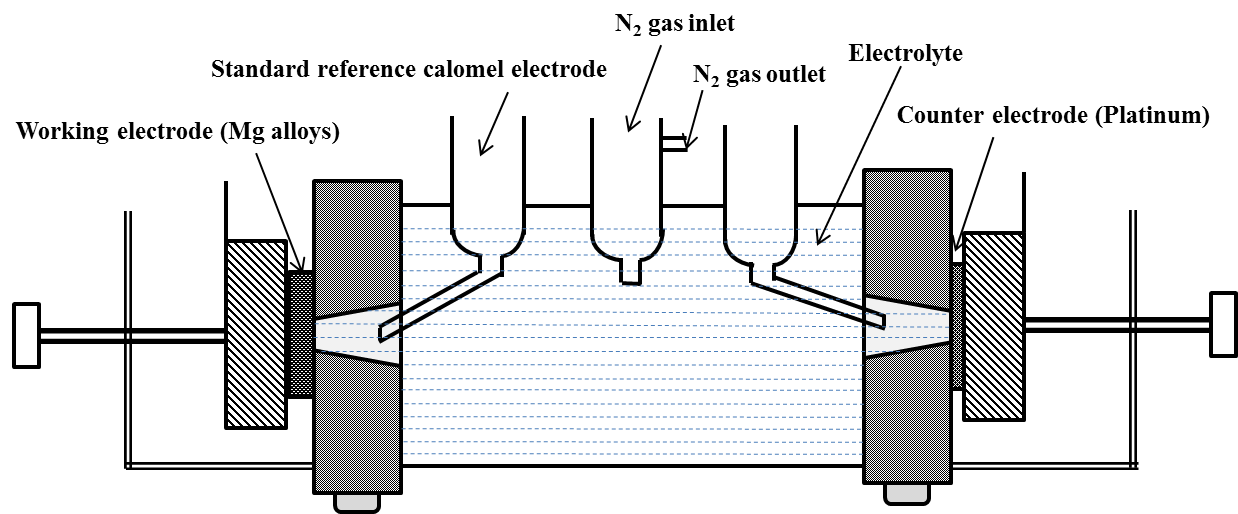 N₂ gas inlet
Electrolyte
Standard reference calomel electrode
N₂ gas outlet
Counter electrode (Platinum)
Working electrode (Mg alloys)